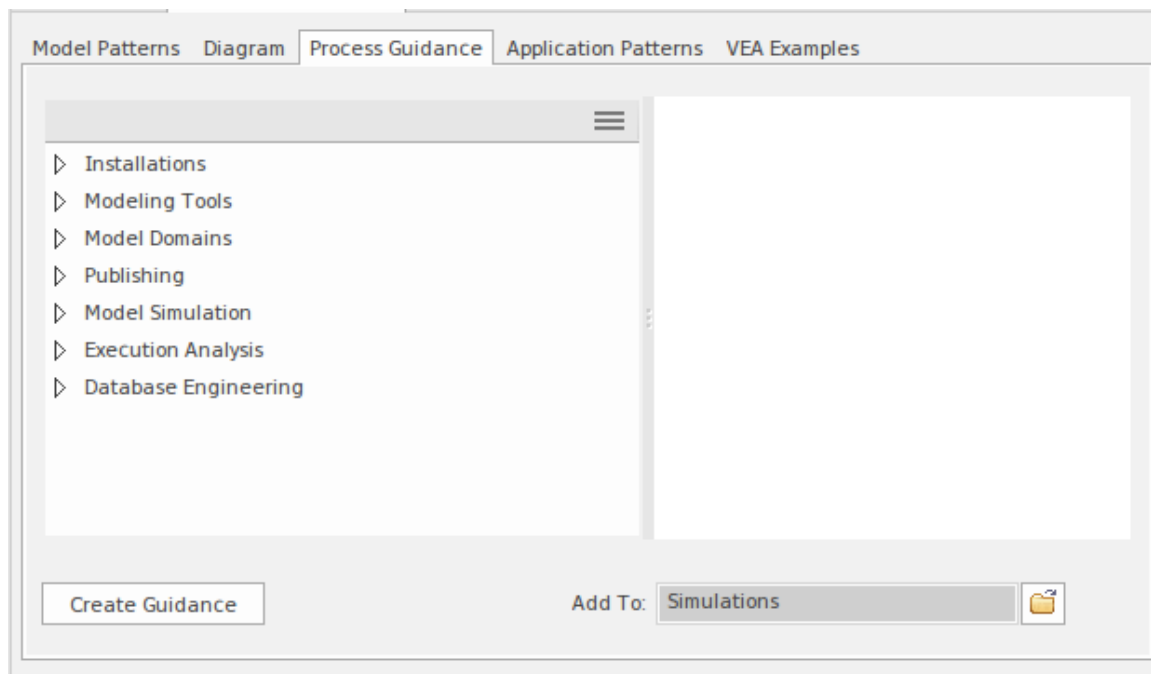 Model Patterns Diagram Process Guidance Application Patterns VEA Examples
Installations
Modeling Tools
Model Domains
Publishing
Model Simulation
Execution Analysis
Database Engineering
Create Guidance Add To: Simulations